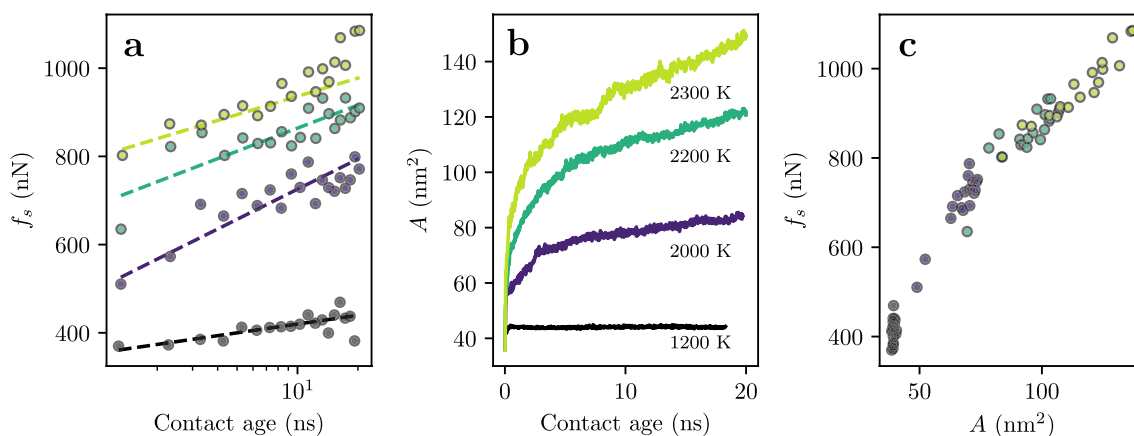 a
1000
800
600
400
f_s (nN)
10^1
Contact age (ns)
b
140
120
100
80
60
40
A (nm^2)
2300 K
2200 K
2000 K
1200 K
0
10
20
Contact age (ns)
c
1000
800
600
400
f_s (nN)
50
100
A (nm^2)